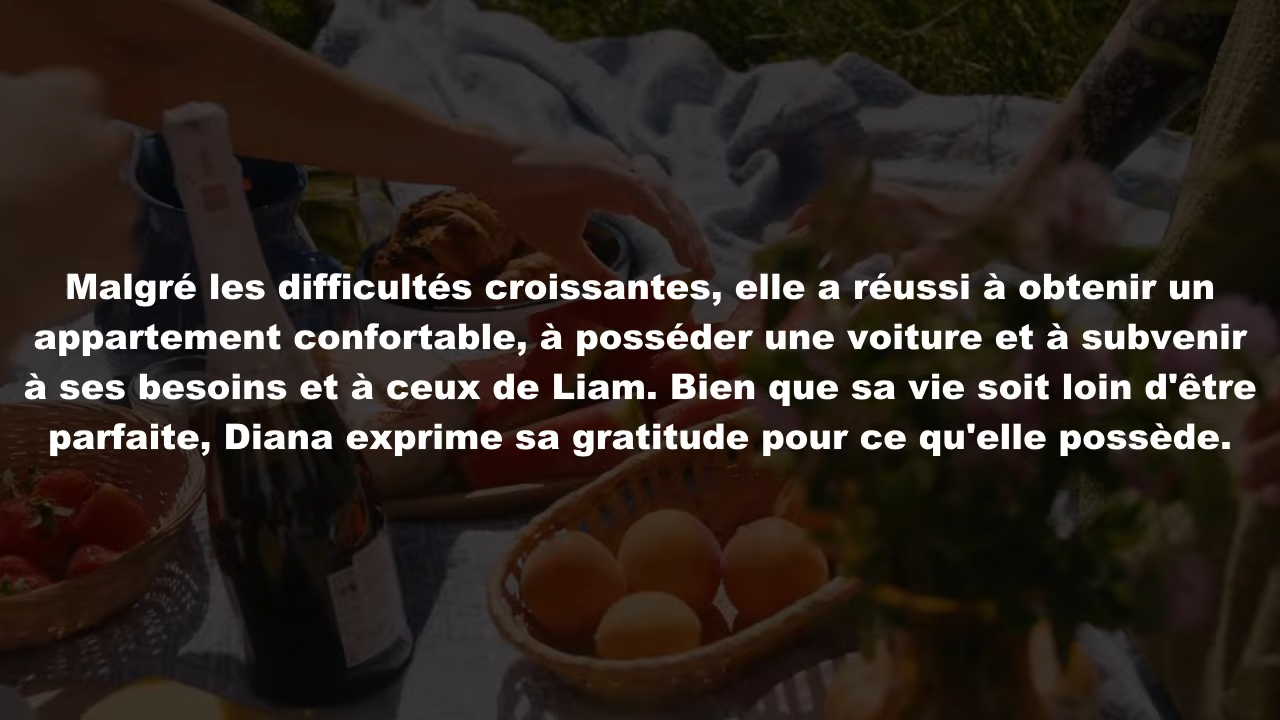 Malgré les difficultés croissantes, elle a réussi à obtenir un
appartement confortable, à posséder une voiture et à subvenir
à ses besoins et à ceux de Liam. Bien que sa vie soit loin d'être
parfaite, Diana exprime sa gratitude pour ce qu'elle possède.